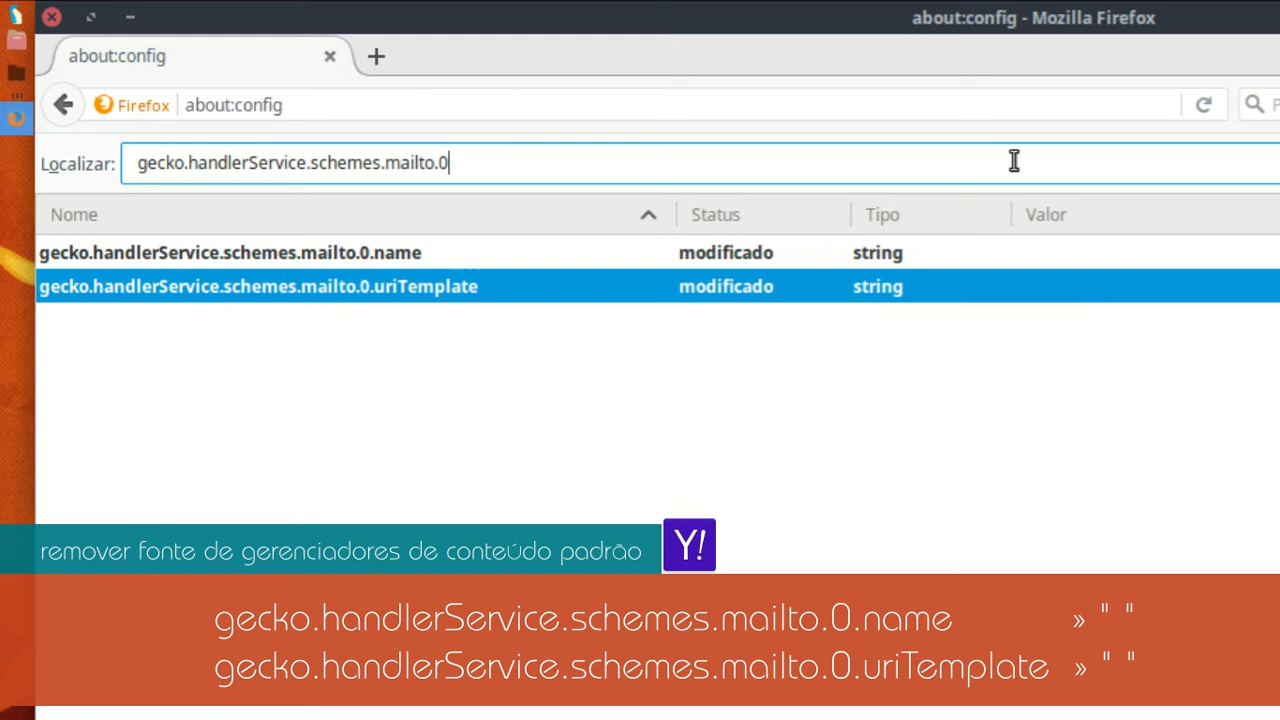 about:config - Mozilla Firefox
about:config
Firefox about:config
Localizar: gecko.handlerService.schemes.mailto.0
Nome Status Tipo Valor
gecko.handlerService.schemes.mailto.0.name modificado string
gecko.handlerService.schemes.mailto.0.uriTemplate modificado string
remover fonte de gerenciadores de conteúdo padrão Y!
gecko.handlerService.schemes.mailto.0.name » " "
gecko.handlerService.schemes.mailto.0.uriTemplate » " "